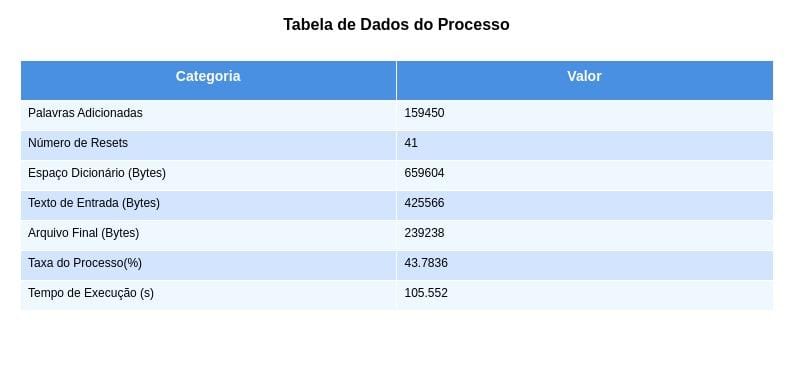 Tabela de Dados do Processo
Categoria Valor
Palavras Adicionadas 159450
Número de Resets 41
Espaço Dicionário (Bytes) 659604
Texto de Entrada (Bytes) 425566
Arquivo Final (Bytes) 239238
Taxa do Processo(%) 43.7836
Tempo de Execução (s) 105.552